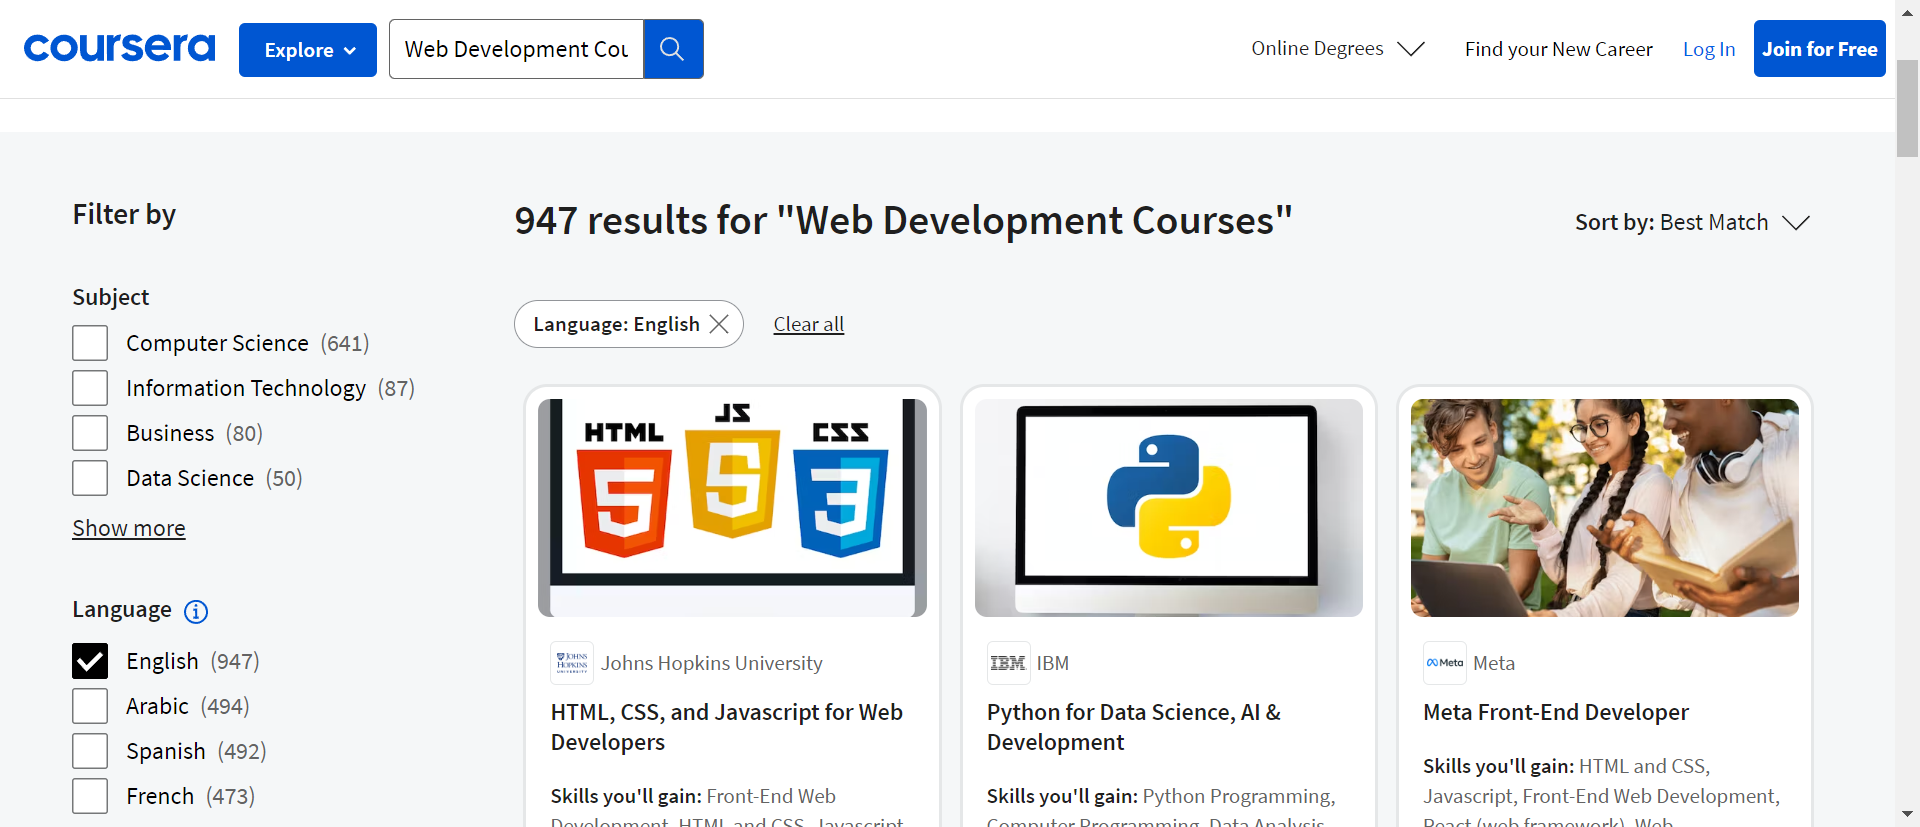 coursera
Explore
Web Development Cou
Online Degrees
Find your New Career
Log In
Join for Free
Filter by
947 results for "Web Development Courses"
Sort by: Best Match
Subject
Computer Science (641)
Information Technology (87)
Business (80)
Data Science (50)
Show more
Language: English
Clear all
Language
English (947)
Arabic (494)
Spanish (492)
French (473)
HTML
JS
CSS
JOHNS
HOPKINS
UNIVERSITY
Johns Hopkins University
HTML, CSS, and Javascript for Web
Developers
Skills you'll gain: Front-End Web
Development, HTML and CSS, Javascript
IBM
IBM
Python for Data Science, AI &
Development
Skills you'll gain: Python Programming,
Computer Programming, Data Analysis
Meta
Meta
Meta Front-End Developer
Skills you'll gain: HTML and CSS,
Javascript, Front-End Web Development,
React (web framework), Web